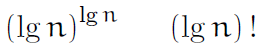 (lg n)^{lg n} (lg n) !